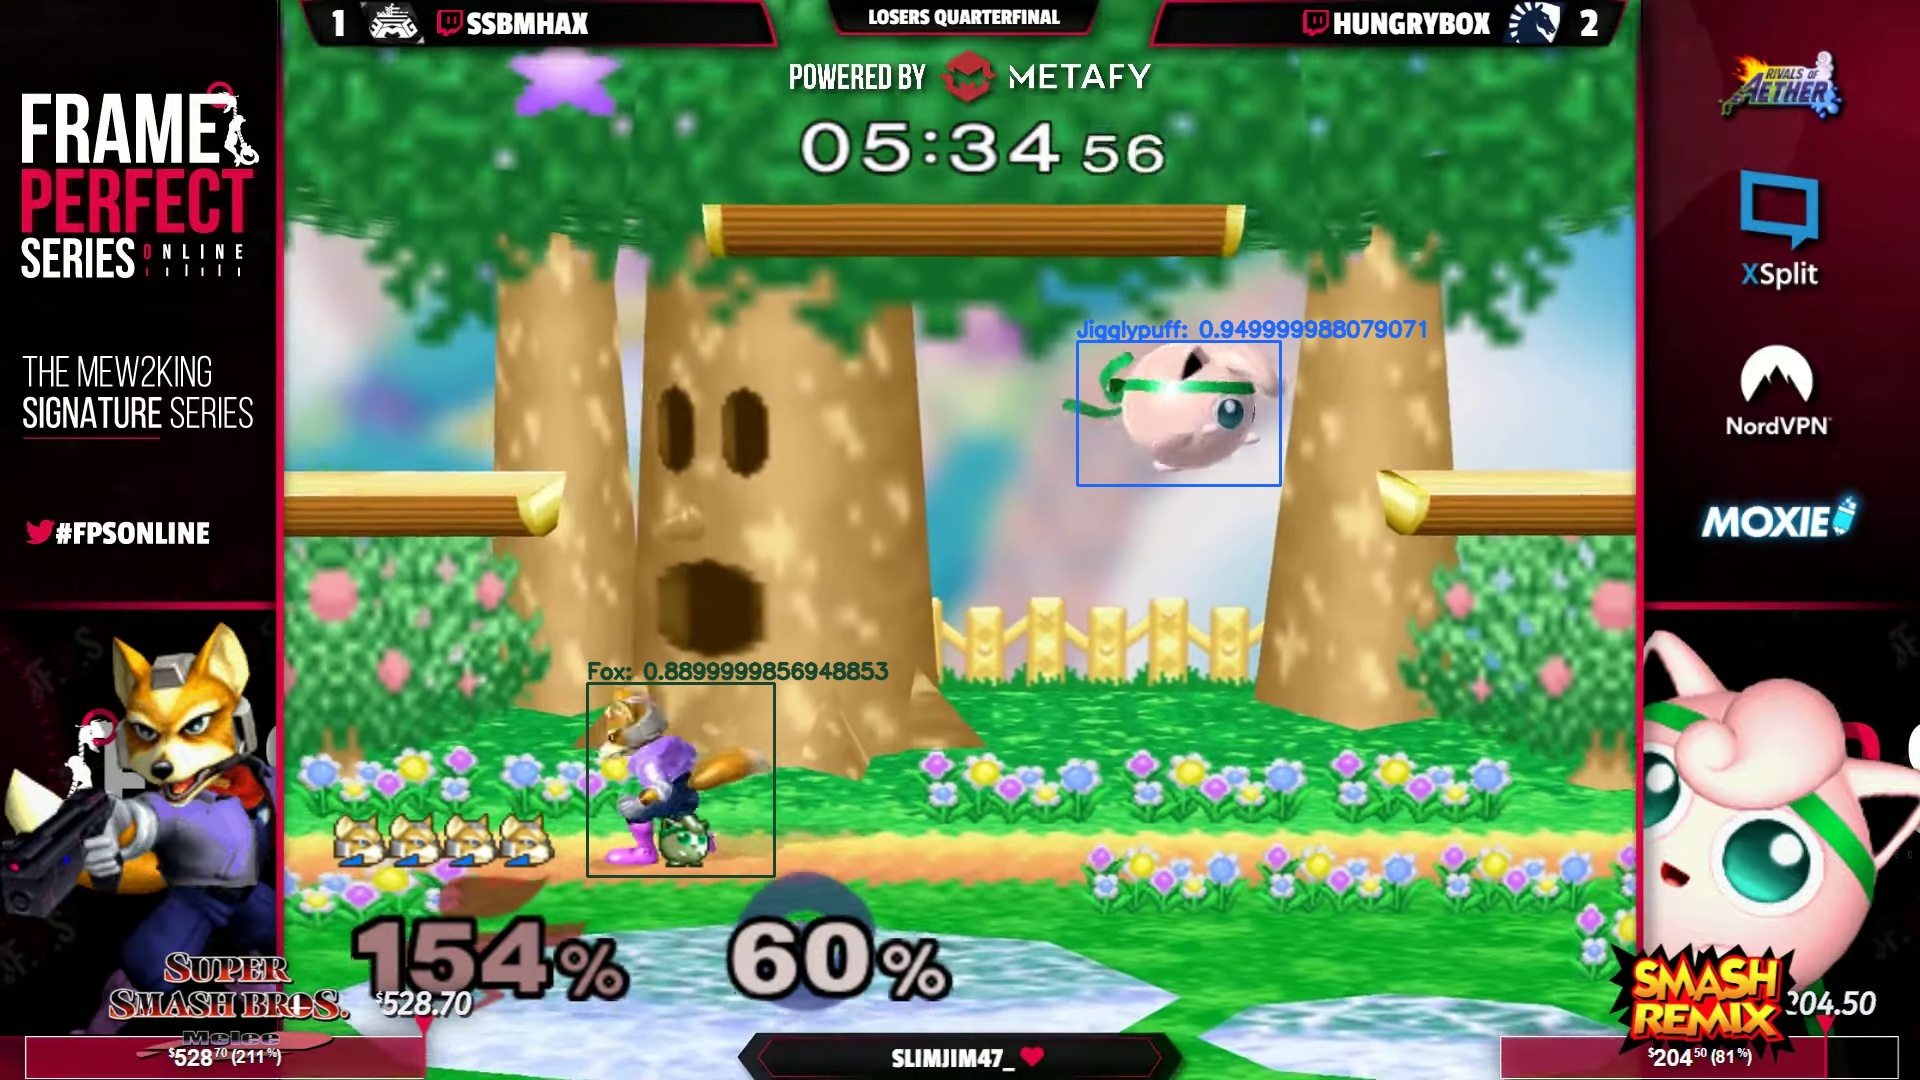 1 SSBMHAX
LOSERS QUARTERFINAL
HUNGRYBOX 2
POWERED BY METAFY
05:34 56
FRAME
PERFECT
SERIES ONLINE
THE MEW2KING
SIGNATURE SERIES
#FPSONLINE
RIVALS OF
AETHER
XSplit
NordVPN
MOXIE
Jigglypuff: 0.949999988079071
Fox: 0.8899999856948853
154%
60%
SUPER
SMASH BROS.
Melee
$528.70
$528 70 (211%)
SLIMJIM47_
SMASH
REMIX
204.50
$204 50 (81%)